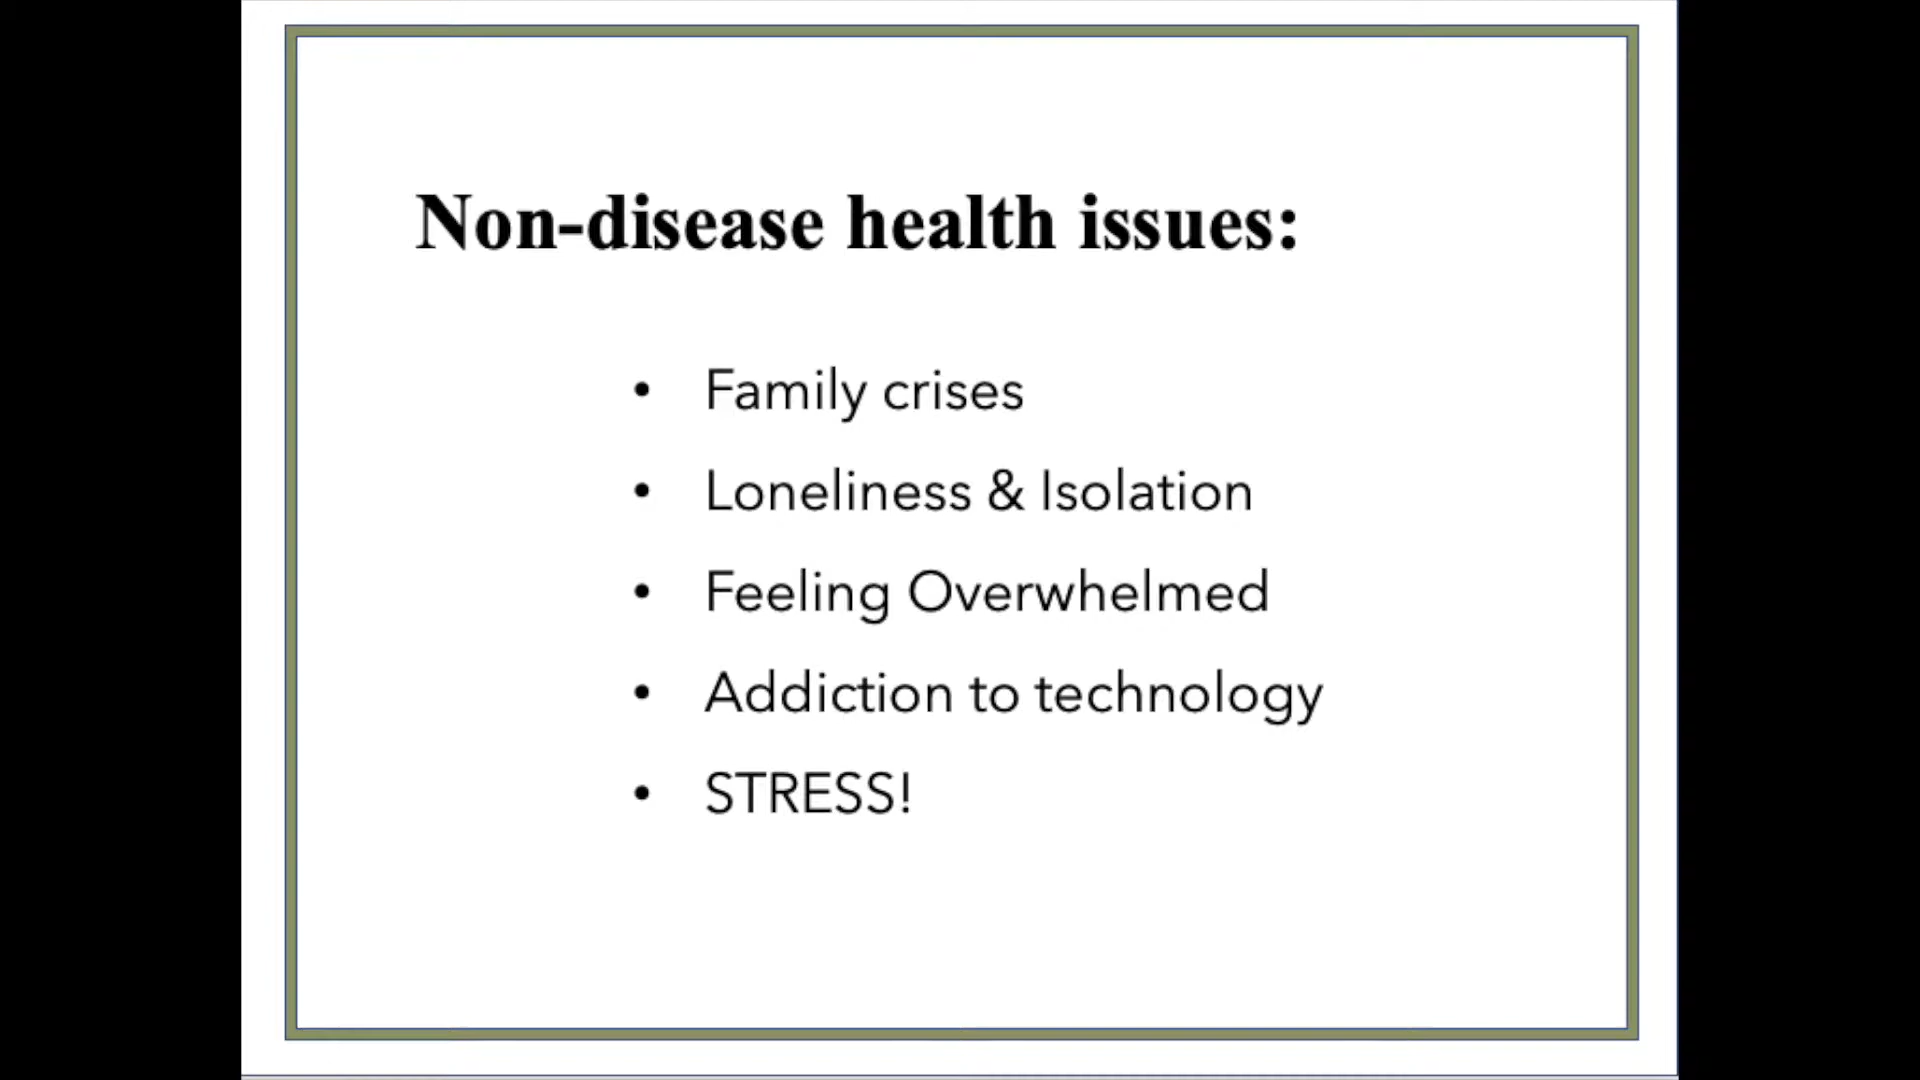 Non-disease health issues:
• Family crises
• Loneliness & Isolation
• Feeling Overwhelmed
• Addiction to technology
• STRESS!